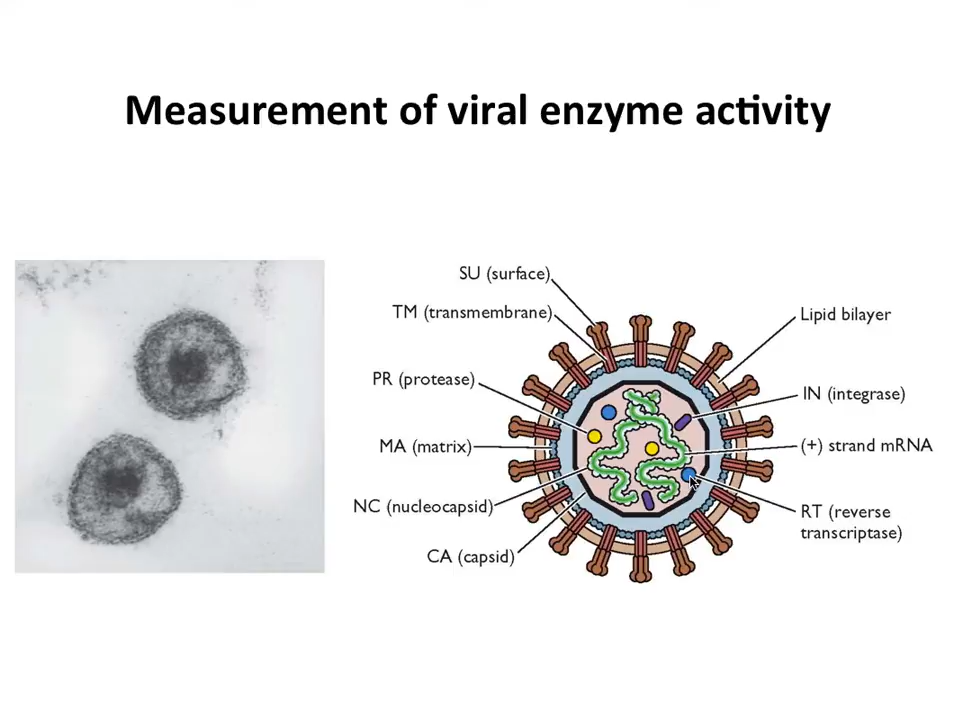 Measurement of viral enzyme activity
SU (surface)
TM (transmembrane)
PR (protease)
MA (matrix)
NC (nucleocapsid)
CA (capsid)
Lipid bilayer
IN (integrase)
(+) strand mRNA
RT (reverse
transcriptase)